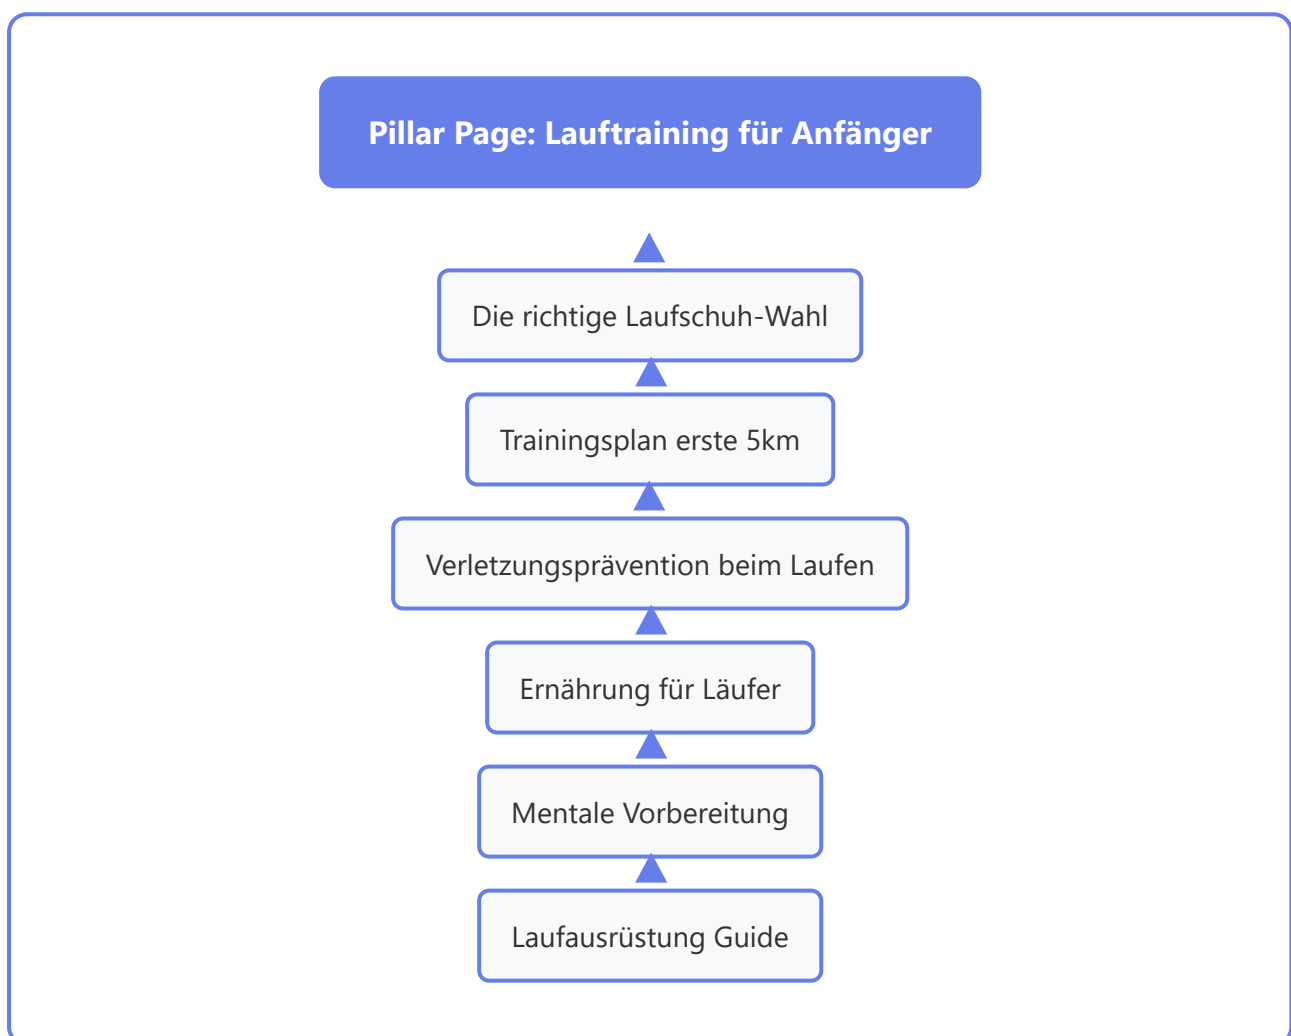 Pillar Page: Lauftraining für Anfänger
Die richtige Laufschuh-Wahl
Trainingsplan erste 5km
Verletzungsprävention beim Laufen
Ernährung für Läufer
Mentale Vorbereitung
Laufausrüstung Guide